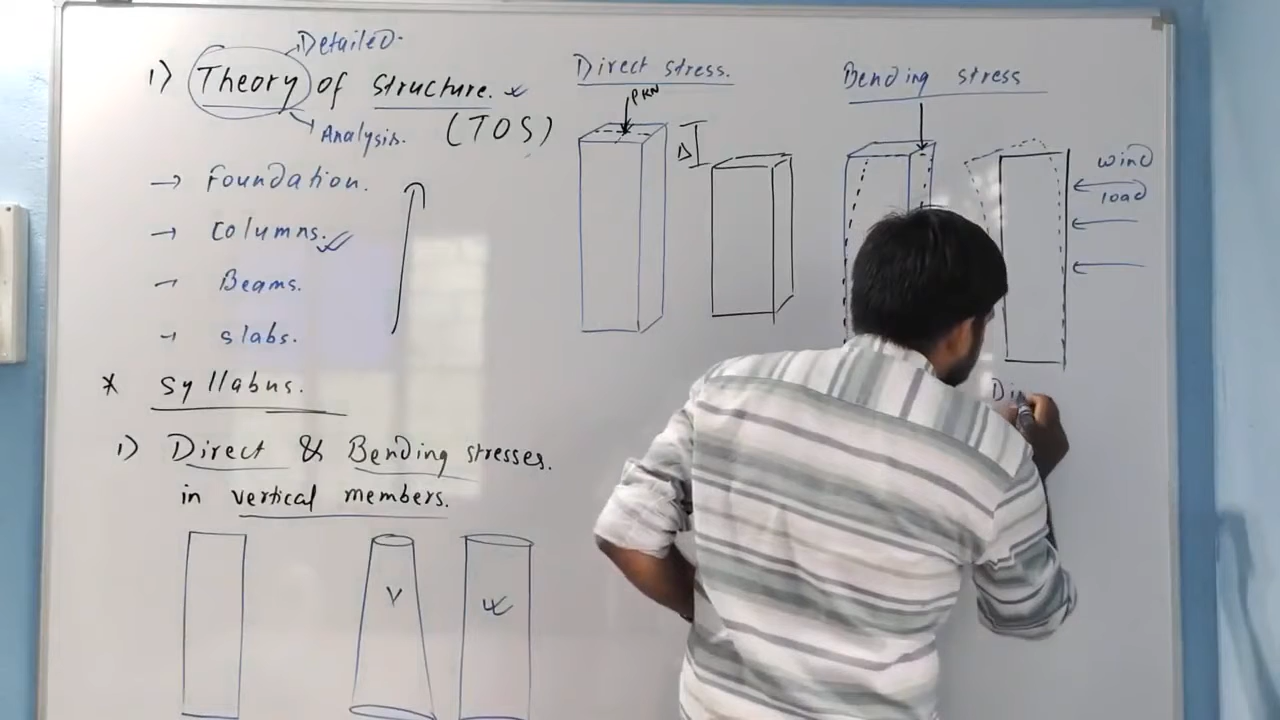 Detailed.
1) Theory of structure.
Analysis. (TOS)
→ Foundation.
→ Columns.
- Beams.
- slabs.
* Syllabus.
1) Direct & Bending stresses.
in vertical members.
Direct stress.
PKN
Δ
Bending stress
wind
load
Di